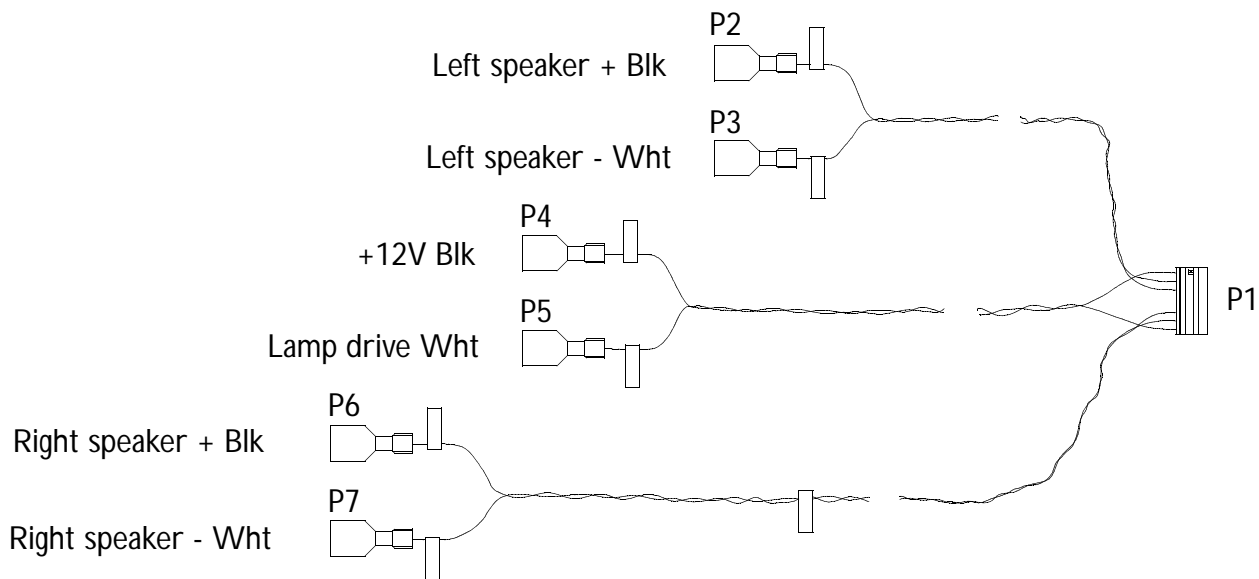 P2
Left speaker + Blk
P3
Left speaker - Wht
P4
+12V Blk
P1
P5
Lamp drive Wht
P6
Right speaker + Blk
P7
Right speaker - Wht